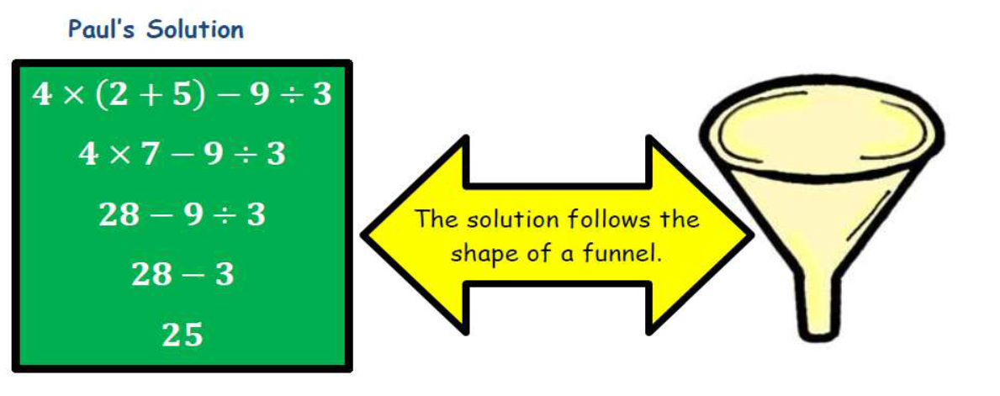 Paul's Solution
4 × (2 + 5) − 9 ÷ 3
4 × 7 − 9 ÷ 3
28 − 9 ÷ 3
28 − 3
25
The solution follows the
shape of a funnel.